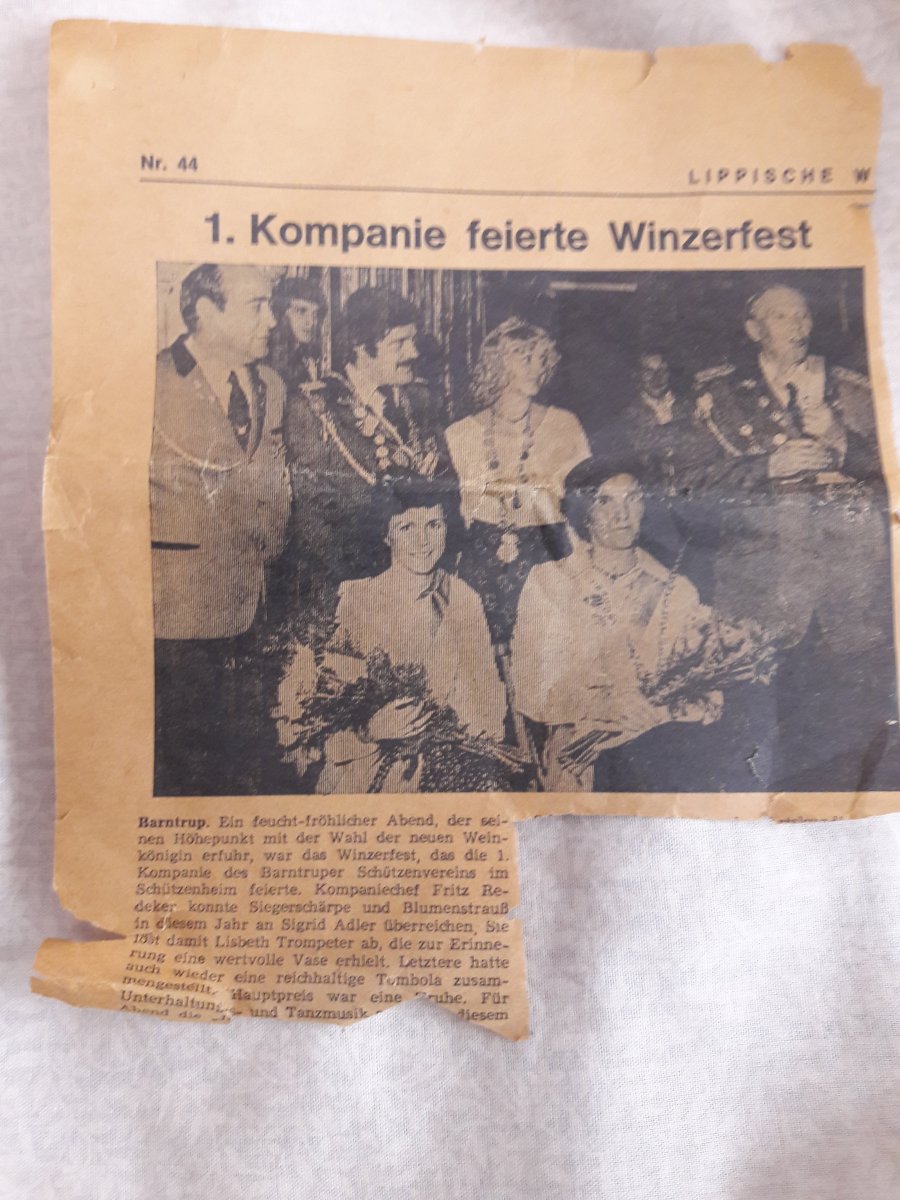 Nr. 44
LIPPISCHE W
1. Kompanie feierte Winzerfest
Barntrup. Ein feucht-fröhlicher Abend, der sei-
nen Höhepunkt mit der Wahl der neuen Wein-
königin erfuhr, war das Winzerfest, das die 1.
Kompanie des Barntruper Schützenvereins im
Schützenheim feierte. Kompaniechef Fritz Re-
deker konnte Siegerschärpe und Blumenstrauß
in diesem Jahr an Sigrid Adler überreichen. Sie
löst damit Lisbeth Trompeter ab, die zur Erinne-
rung eine wertvolle Vase erhielt. Letztere hatte
auch wieder eine reichhaltige Tombola zusam-
mengestellt. Hauptpreis war eine Truhe. Für
Unterhaltungs- und Tanzmusik diesem
Abend die